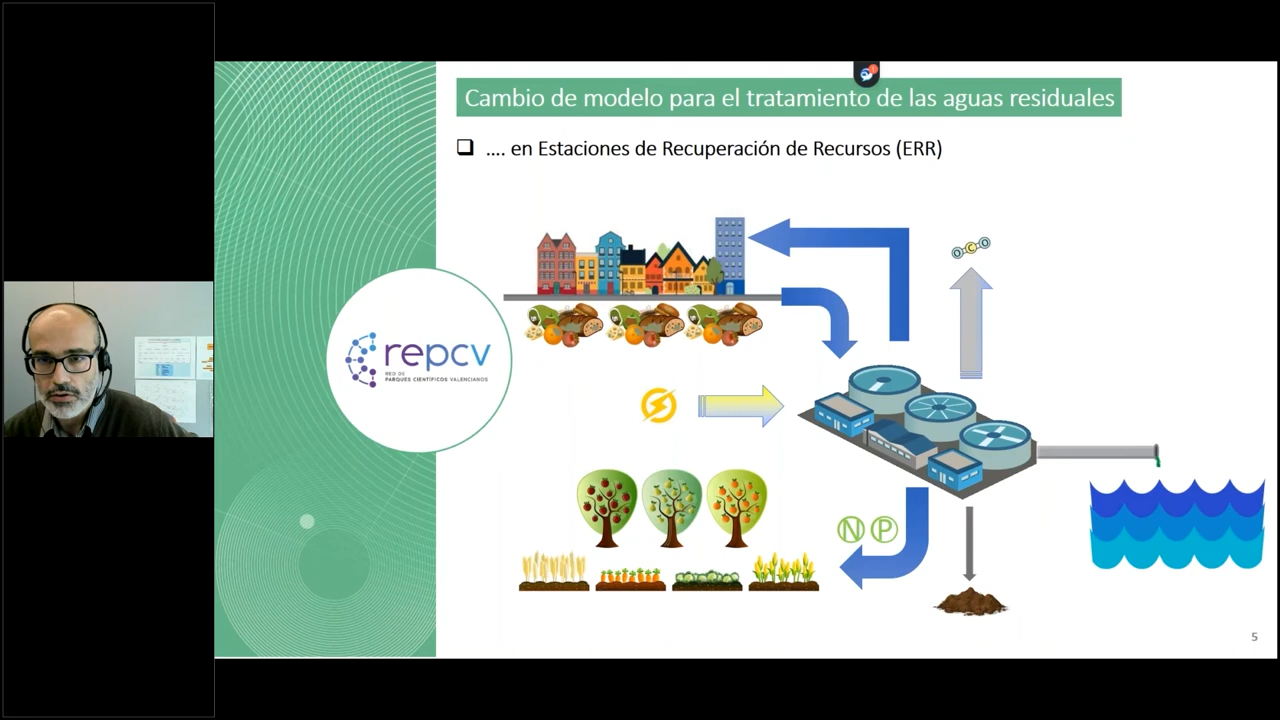 Cambio de modelo para el tratamiento de las aguas residuales
.... en Estaciones de Recuperación de Recursos (ERR)
repcv
RED DE
PARQUES CIENTÍFICOS VALENCIANOS
O C O
N P
5